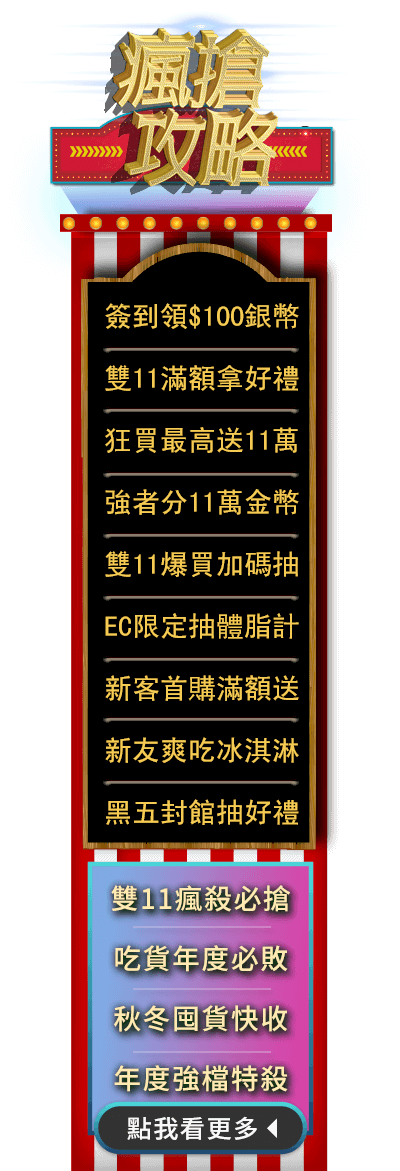 瘋搶
攻略
簽到領$100銀幣
雙11滿額拿好禮
狂買最高送11萬
強者分11萬金幣
雙11爆買加碼抽
EC限定抽體脂計
新客首購滿額送
新友爽吃冰淇淋
黑五封館抽好禮
雙11瘋殺必搶
吃貨年度必敗
秋冬囤貨快收
年度強檔特殺
點我看更多